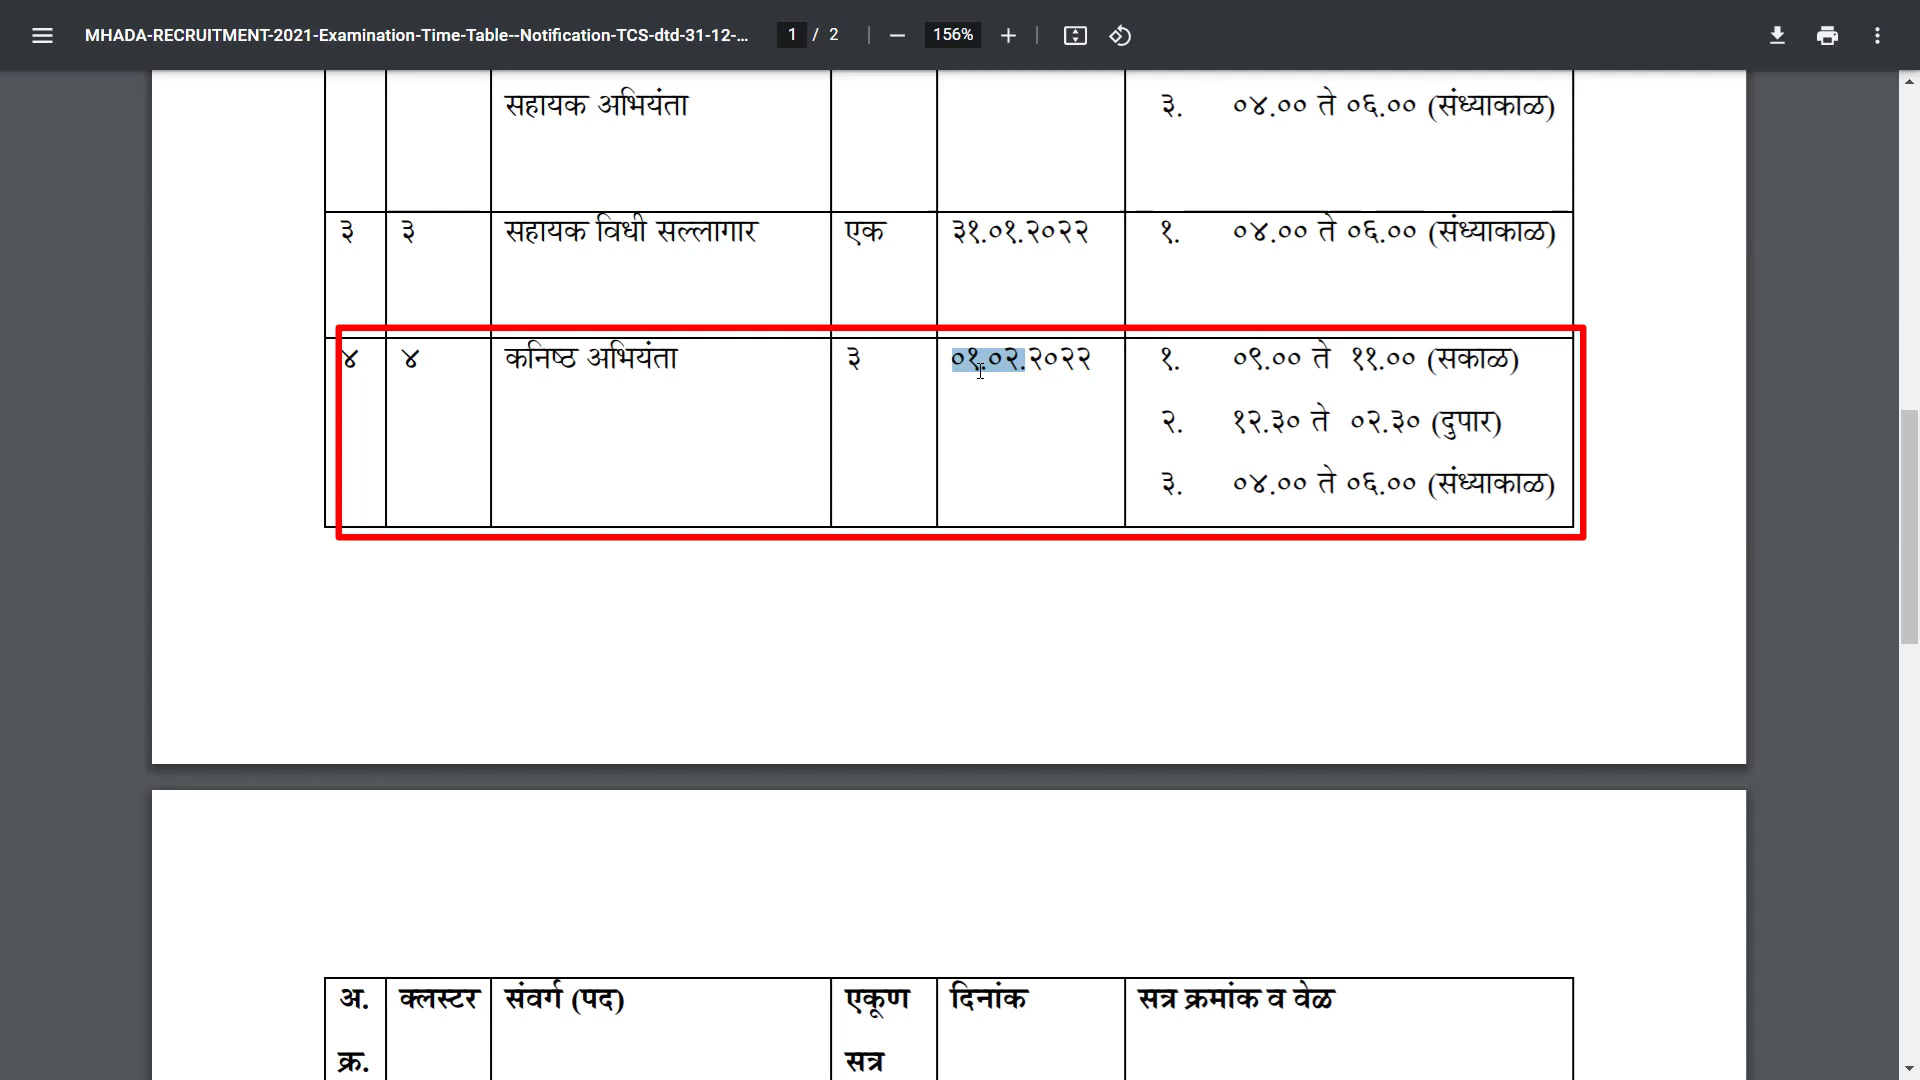 MHADA-RECRUITMENT-2021-Examination-Time-Table--Notification-TCS-dtd-31-12-... 1 / 2 156%
सहायक अभियंता ३. ०४.०० ते ०६.०० (संध्याकाळ)
३ ३ सहायक विधी सल्लागार एक ३१.०१.२०२२ १. ०४.०० ते ०६.०० (संध्याकाळ)
४ ४ कनिष्ठ अभियंता ३ ०१.०२.२०२२ १. ०९.०० ते ११.०० (सकाळ)
२. १२.३० ते ०२.३० (दुपार)
३. ०४.०० ते ०६.०० (संध्याकाळ)
अ. क्लस्टर संवर्ग (पद) एकूण दिनांक सत्र क्रमांक व वेळ
क्र. सत्र